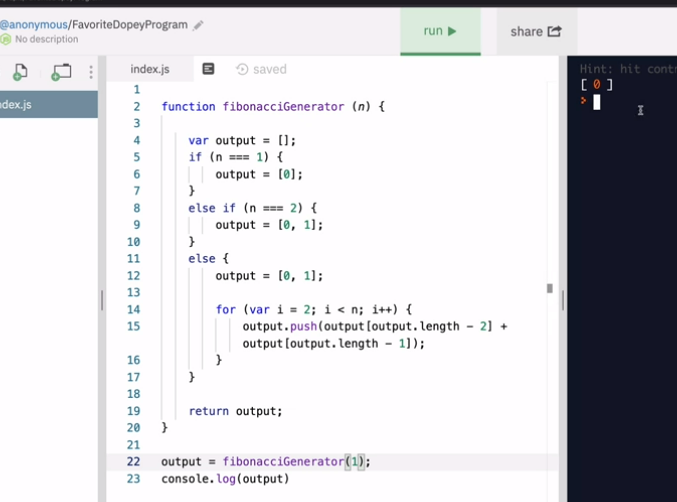 @anonymous/FavoriteDopeyProgram
No description
run
share
index.js
saved
dex.js
Hint: hit cont
[ 0 ]
>
1
2 function fibonacciGenerator (n) {
3
4 var output = [];
5 if (n === 1) {
6 output = [0];
7 }
8 else if (n === 2) {
9 output = [0, 1];
10 }
11 else {
12 output = [0, 1];
13
14 for (var i = 2; i < n; i++) {
15 output.push(output[output.length - 2] +
output[output.length - 1]);
16 }
17 }
18
19 return output;
20 }
21
22 output = fibonacciGenerator(1);
23 console.log(output)